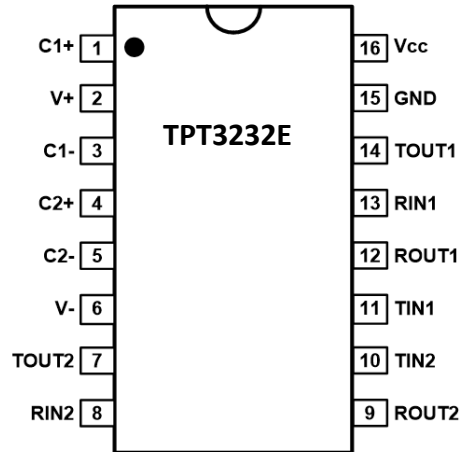 C1+ 1 16 Vcc
V+ 2 15 GND
TPT3232E
C1- 3 14 TOUT1
C2+ 4 13 RIN1
C2- 5 12 ROUT1
V- 6 11 TIN1
TOUT2 7 10 TIN2
RIN2 8 9 ROUT2